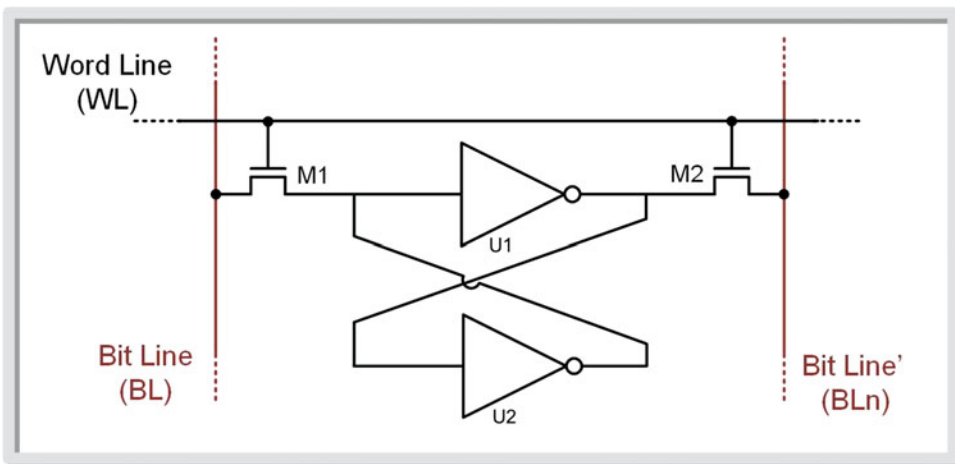 Word Line
(WL)
M1
M2
U1
Bit Line
(BL)
Bit Line’
(BLn)
U2